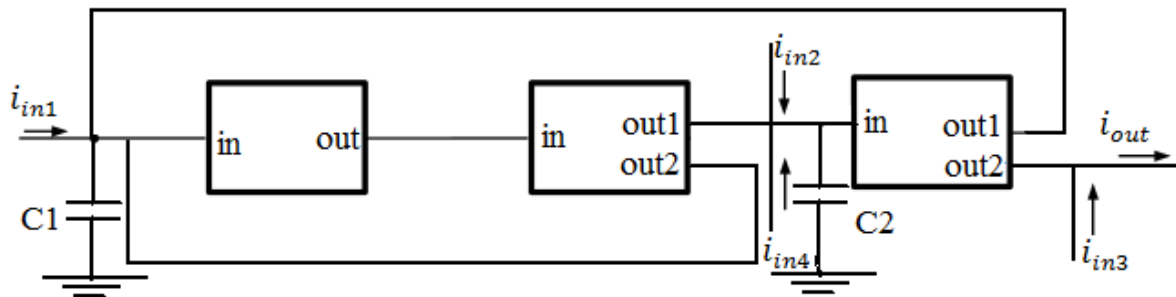 i_in1
in
out
in
out1
out2
i_in2
in
out1
out2
i_out
C1
i_in4
C2
i_in3